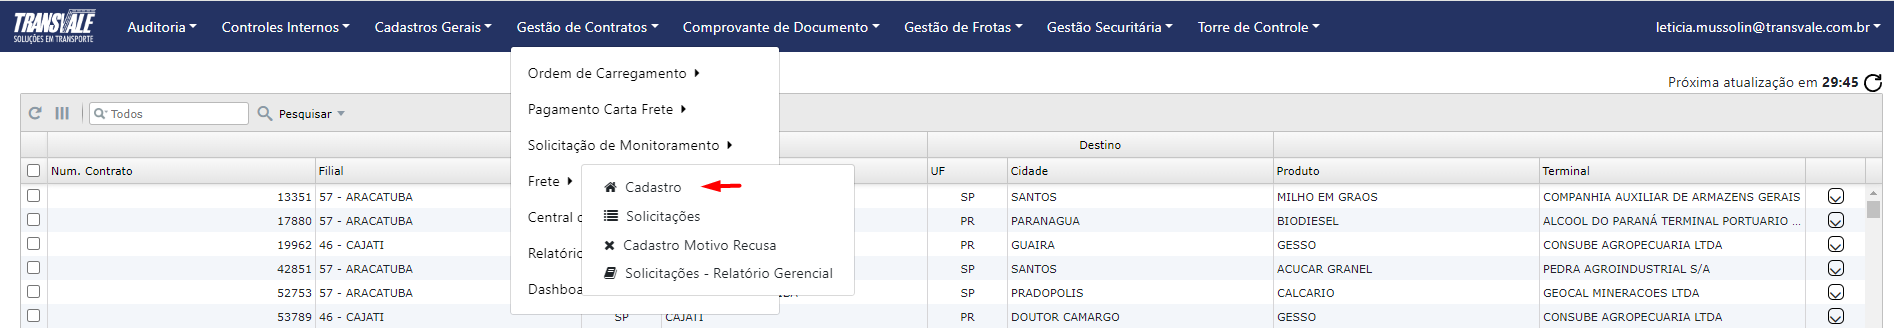 TRANSVALE
SOLUÇÕES EM TRANSPORTE
Auditoria Controles Internos Cadastros Gerais Gestão de Contratos Comprovante de Documento Gestão de Frotas Gestão Securitária Torre de Controle leticia.mussolin@transvale.com.br
Próxima atualização em 29:45
Todos Pesquisar
Ordem de Carregamento
Pagamento Carta Frete
Solicitação de Monitoramento
Frete
Central
Relatório
Dashboa
Cadastro
Solicitações
Cadastro Motivo Recusa
Solicitações - Relatório Gerencial
Destino
Num. Contrato Filial UF Cidade Produto Terminal
13351 57 - ARACATUBA SP SANTOS MILHO EM GRAOS COMPANHIA AUXILIAR DE ARMAZENS GERAIS
17880 57 - ARACATUBA PR PARANAGUA BIODIESEL ALCOOL DO PARANÁ TERMINAL PORTUARIO ...
19962 46 - CAJATI PR GUAIRA GESSO CONSUBE AGROPECUARIA LTDA
42851 57 - ARACATUBA SP SANTOS ACUCAR GRANEL PEDRA AGROINDUSTRIAL S/A
52753 57 - ARACATUBA SP PRADOPOLIS CALCARIO GEOCAL MINERACOES LTDA
53789 46 - CAJATI SP CAJATI PR DOUTOR CAMARGO GESSO CONSUBE AGROPECUARIA LTDA